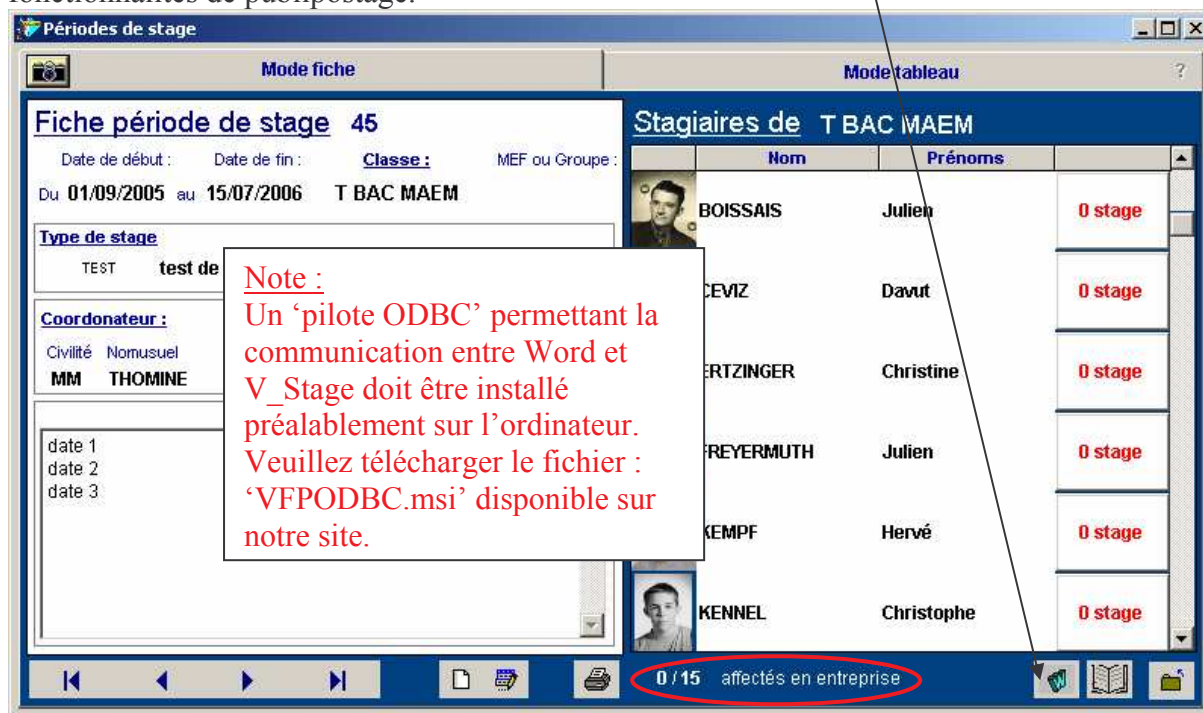 fonctionnalités de publipostage.
Périodes de stage
Mode fiche
Mode tableau
?
Fiche période de stage 45
Date de début : Date de fin : Classe : MEF ou Groupe :
Du 01/09/2005 au 15/07/2006 T BAC MAEM
Type de stage
TEST test de
Coordonateur :
Civilité Nomusuel
MM THOMINE
date 1
date 2
date 3
Note :
Un ‘pilote ODBC’ permettant la
communication entre Word et
V_Stage doit être installé
préalablement sur l’ordinateur.
Veuillez télécharger le fichier :
‘VFPODBC.msi’ disponible sur
notre site.
Stagiaires de T BAC MAEM
Nom Prénoms
BOISSAIS Julien 0 stage
CEVIZ Davut 0 stage
ERTZINGER Christine 0 stage
FREYERMUTH Julien 0 stage
KEMPF Hervé 0 stage
KENNEL Christophe 0 stage
0 / 15 affectés en entreprise